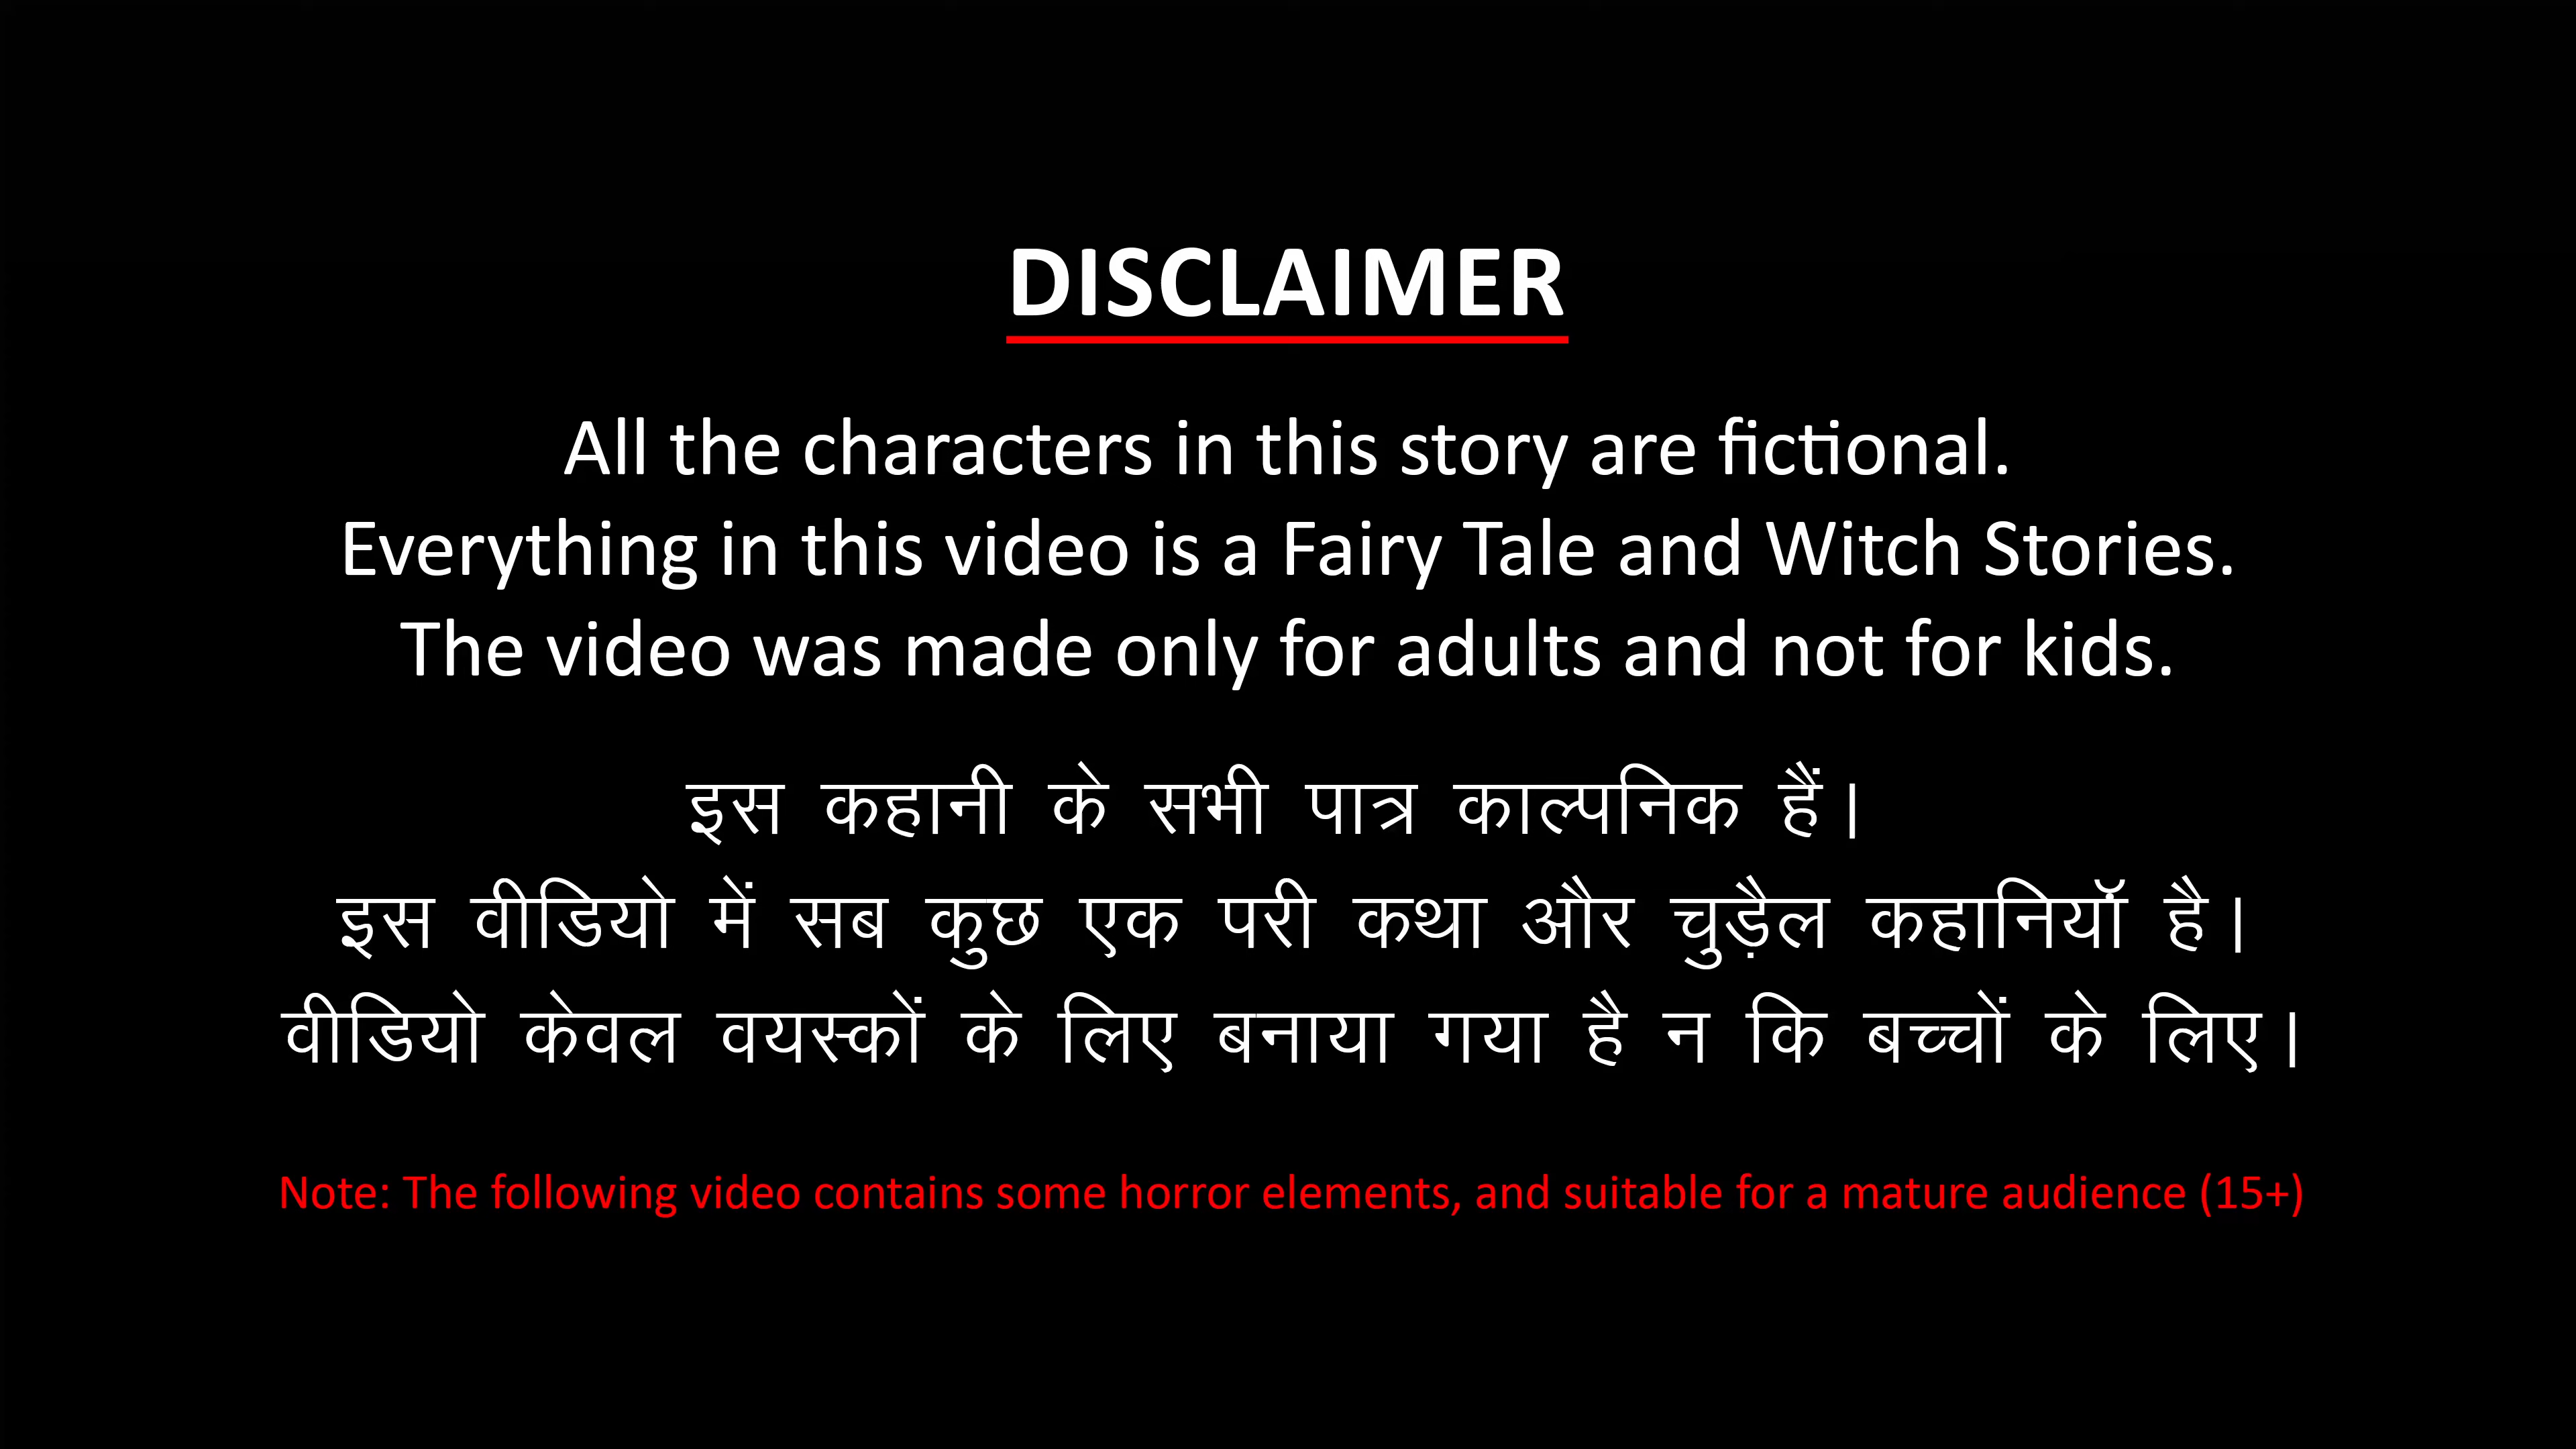 DISCLAIMER
All the characters in this story are fictional.
Everything in this video is a Fairy Tale and Witch Stories.
The video was made only for adults and not for kids.
इस कहानी के सभी पात्र काल्पनिक हैं।
इस वीडियो में सब कुछ एक परी कथा और चुड़ैल कहानियॉ है।
वीडियो केवल वयस्कों के लिए बनाया गया है न कि बच्चों के लिए।
Note: The following video contains some horror elements, and suitable for a mature audience (15+)